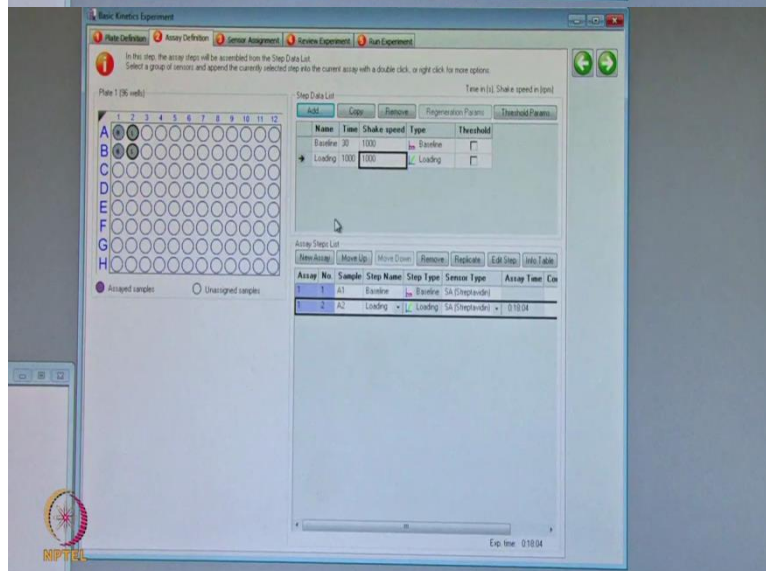 Basic Kinetics Experiment
1 Plate Definition 2 Assay Definition 3 Sensor Assignment 4 Review Experiment 5 Run Experiment
In this step, the assay steps will be assembled from the Step Data List.
Select a group of sensors and append the currently selected step into the current assay with a double click, or right click for more options.
Plate 1 (96 wells)
Step Data List
Time in [s], Shake speed in [rpm]
Add Copy Remove Regeneration Params Threshold Params
Name Time Shake speed Type Threshold
Baseline 30 1000 Baseline
Loading 1000 1000 Loading
1 2 3 4 5 6 7 8 9 10 11 12
A
B
C
D
E
F
G
H
Assayed samples Unassigned samples
Assay Steps List
New Assay Move Up Move Down Remove Replicate Edit Step Info Table
Assay No. Sample Step Name Step Type Sensor Type Assay Time
1 1 A1 Baseline Baseline SA (Streptavidin)
1 2 A2 Loading Loading SA (Streptavidin) 0:18:04
Exp. time: 0:18:04
NPTEL